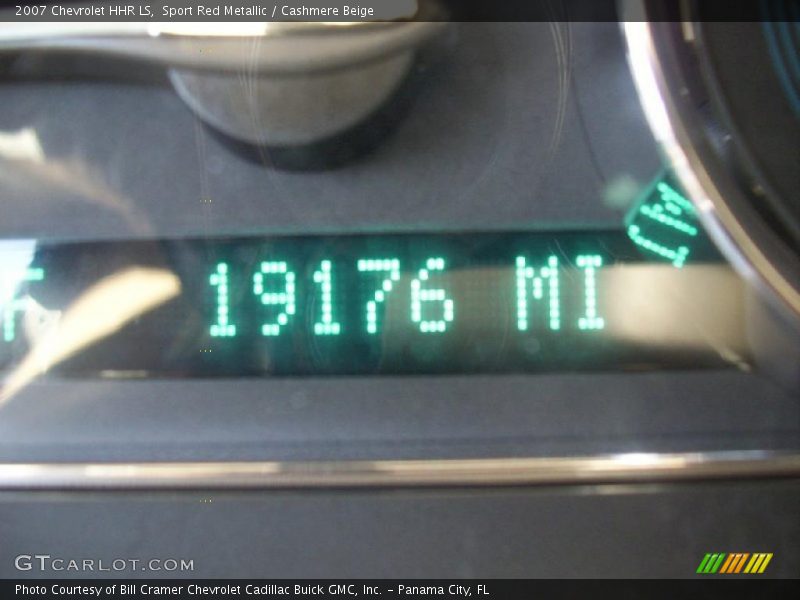 2007 Chevrolet HHR LS, Sport Red Metallic / Cashmere Beige
19176 MI
GTCARLOT.COM
Photo Courtesy of Bill Cramer Chevrolet Cadillac Buick GMC, Inc. - Panama City, FL